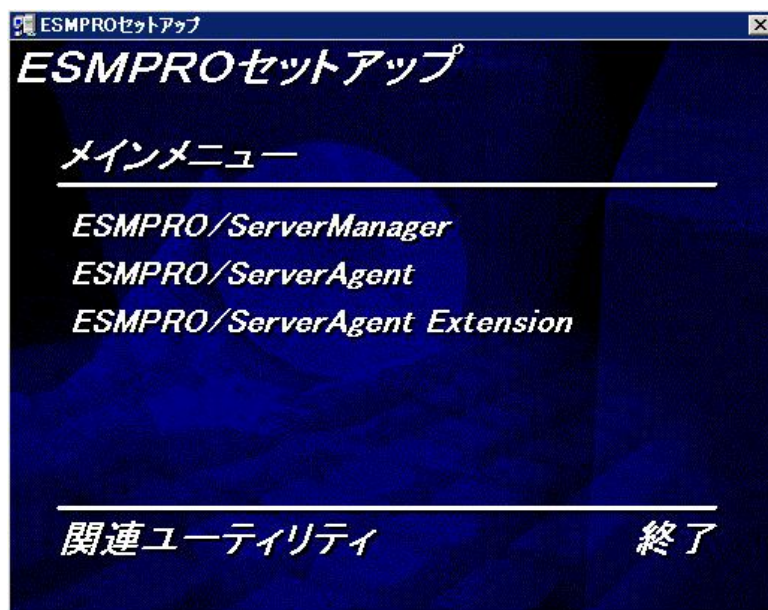 ESMPROセットアップ
ESMPROセットアップ
メインメニュー
ESMPRO/ServerManager
ESMPRO/ServerAgent
ESMPRO/ServerAgent Extension
関連ユーティリティ 終了